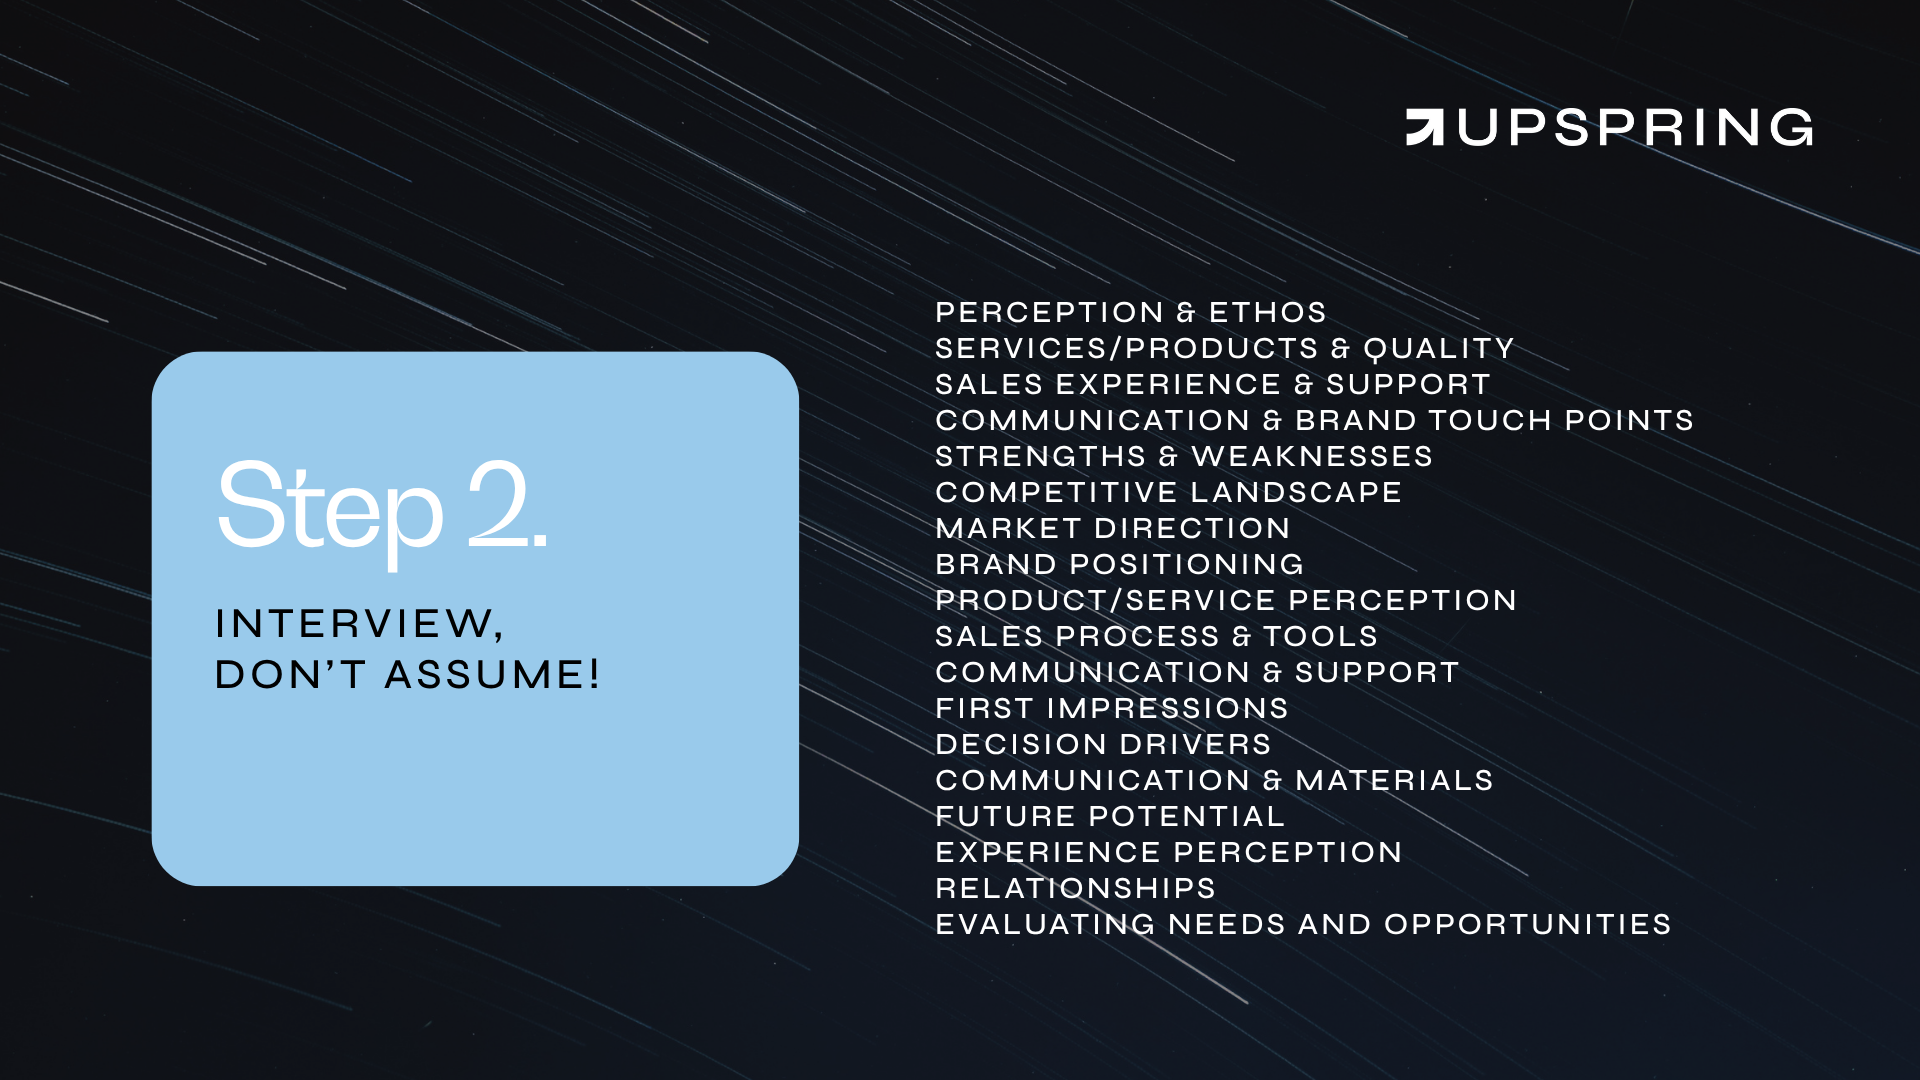 UPSPRING
Step 2.
INTERVIEW,
DON’T ASSUME!
PERCEPTION & ETHOS
SERVICES/PRODUCTS & QUALITY
SALES EXPERIENCE & SUPPORT
COMMUNICATION & BRAND TOUCH POINTS
STRENGTHS & WEAKNESSES
COMPETITIVE LANDSCAPE
MARKET DIRECTION
BRAND POSITIONING
PRODUCT/SERVICE PERCEPTION
SALES PROCESS & TOOLS
COMMUNICATION & SUPPORT
FIRST IMPRESSIONS
DECISION DRIVERS
COMMUNICATION & MATERIALS
FUTURE POTENTIAL
EXPERIENCE PERCEPTION
RELATIONSHIPS
EVALUATING NEEDS AND OPPORTUNITIES